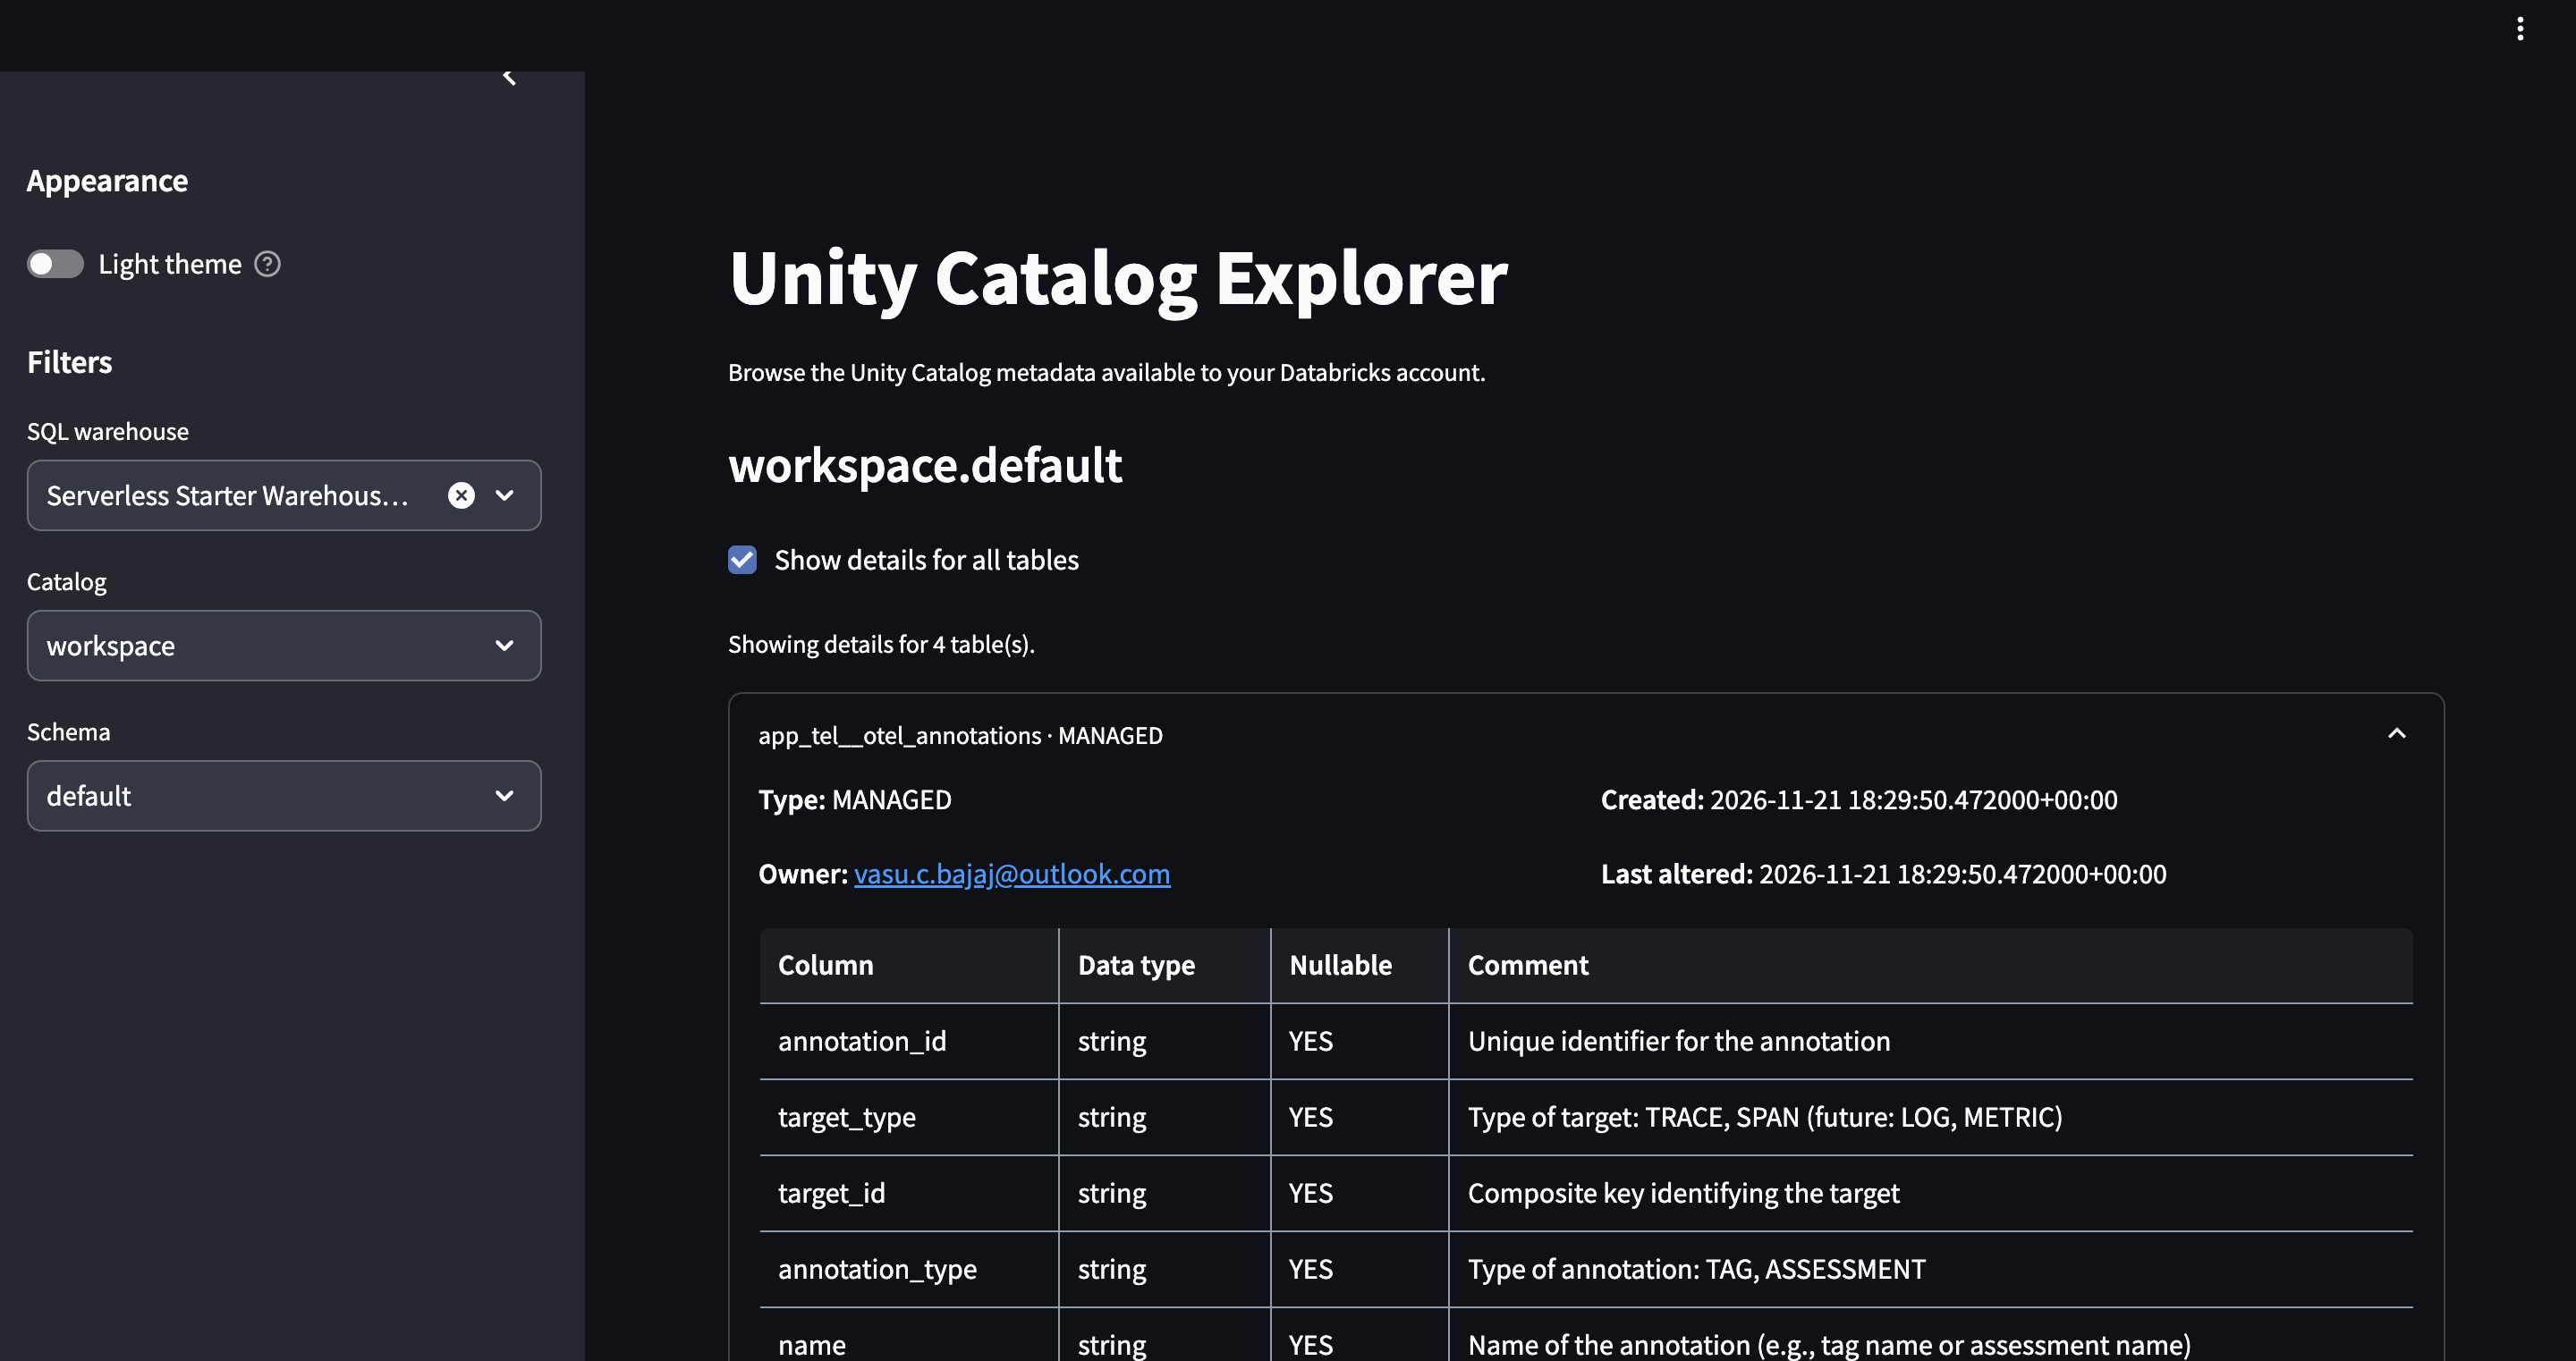 Appearance
Light theme
Filters
SQL warehouse
Serverless Starter Warehous...
Catalog
workspace
Schema
default
Unity Catalog Explorer
Browse the Unity Catalog metadata available to your Databricks account.
workspace.default
Show details for all tables
Showing details for 4 table(s).
app_tel__otel_annotations · MANAGED
Type: MANAGED
Created: 2026-11-21 18:29:50.472000+00:00
Owner: vasu.c.bajaj@outlook.com
Last altered: 2026-11-21 18:29:50.472000+00:00
Column Data type Nullable Comment
annotation_id string YES Unique identifier for the annotation
target_type string YES Type of target: TRACE, SPAN (future: LOG, METRIC)
target_id string YES Composite key identifying the target
annotation_type string YES Type of annotation: TAG, ASSESSMENT
name string YES Name of the annotation (e.g., tag name or assessment name)